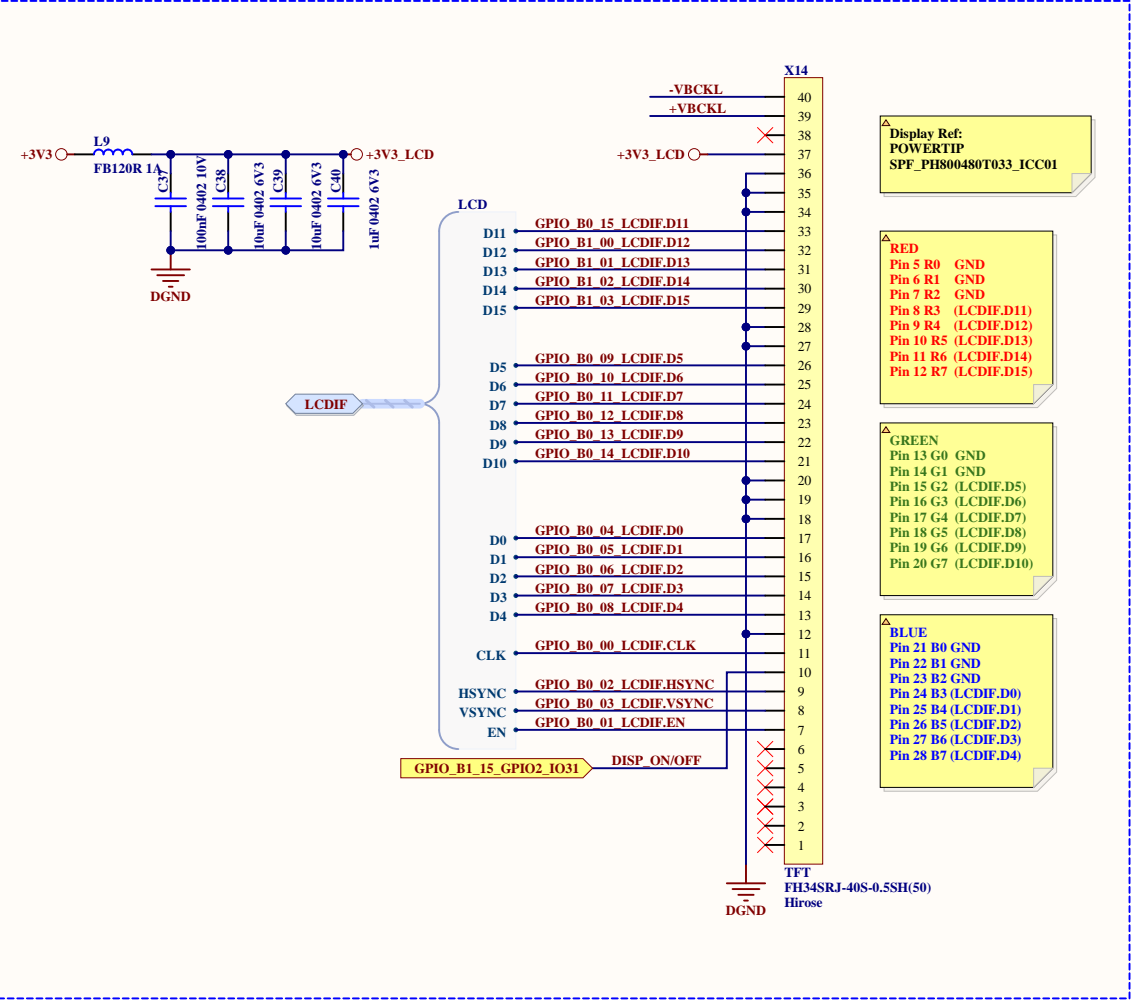 X14
-VBCKL
40
+VBCKL
39
38
+3V3_LCD
37
36
35
34
33
32
31
30
29
28
27
26
25
24
23
22
21
20
19
18
17
16
15
14
13
12
11
10
9
8
7
6
5
4
3
2
1
TFT
FH34SRJ-40S-0.5SH(50)
Hirose
DGND
L9
+3V3
FB120R 1A
+3V3_LCD
C37
100nF 0402 10V
C38
10uF 0402 6V3
C39
10uF 0402 6V3
C40
1uF 0402 6V3
DGND
LCDIF
LCD
D11 GPIO_B0_15_LCDIF.D11
D12 GPIO_B1_00_LCDIF.D12
D13 GPIO_B1_01_LCDIF.D13
D14 GPIO_B1_02_LCDIF.D14
D15 GPIO_B1_03_LCDIF.D15
D5 GPIO_B0_09_LCDIF.D5
D6 GPIO_B0_10_LCDIF.D6
D7 GPIO_B0_11_LCDIF.D7
D8 GPIO_B0_12_LCDIF.D8
D9 GPIO_B0_13_LCDIF.D9
D10 GPIO_B0_14_LCDIF.D10
D0 GPIO_B0_04_LCDIF.D0
D1 GPIO_B0_05_LCDIF.D1
D2 GPIO_B0_06_LCDIF.D2
D3 GPIO_B0_07_LCDIF.D3
D4 GPIO_B0_08_LCDIF.D4
CLK GPIO_B0_00_LCDIF.CLK
HSYNC GPIO_B0_02_LCDIF.HSYNC
VSYNC GPIO_B0_03_LCDIF.VSYNC
EN GPIO_B0_01_LCDIF.EN
GPIO_B1_15_GPIO2_IO31
DISP_ON/OFF
Display Ref:
POWERTIP
SPF_PH800480T033_ICC01
RED
Pin 5 R0 GND
Pin 6 R1 GND
Pin 7 R2 GND
Pin 8 R3 (LCDIF.D11)
Pin 9 R4 (LCDIF.D12)
Pin 10 R5 (LCDIF.D13)
Pin 11 R6 (LCDIF.D14)
Pin 12 R7 (LCDIF.D15)
GREEN
Pin 13 G0 GND
Pin 14 G1 GND
Pin 15 G2 (LCDIF.D5)
Pin 16 G3 (LCDIF.D6)
Pin 17 G4 (LCDIF.D7)
Pin 18 G5 (LCDIF.D8)
Pin 19 G6 (LCDIF.D9)
Pin 20 G7 (LCDIF.D10)
BLUE
Pin 21 B0 GND
Pin 22 B1 GND
Pin 23 B2 GND
Pin 24 B3 (LCDIF.D0)
Pin 25 B4 (LCDIF.D1)
Pin 26 B5 (LCDIF.D2)
Pin 27 B6 (LCDIF.D3)
Pin 28 B7 (LCDIF.D4)